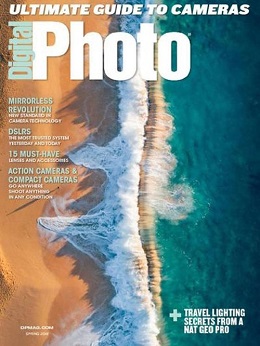 ULTIMATE GUIDE TO CAMERAS
Digital Photo
MIRRORLESS
REVOLUTION
NEW STANDARD IN
CAMERA TECHNOLOGY
DSLRS
THE MOST TRUSTED SYSTEM
YESTERDAY AND TODAY
15 MUST-HAVE
LENSES AND ACCESSORIES
ACTION CAMERAS &
COMPACT CAMERAS
GO ANYWHERE
SHOOT ANYTHING
IN ANY CONDITION
DPMAG.COM
+ TRAVEL LIGHTING
SECRETS FROM A
NAT GEO PRO